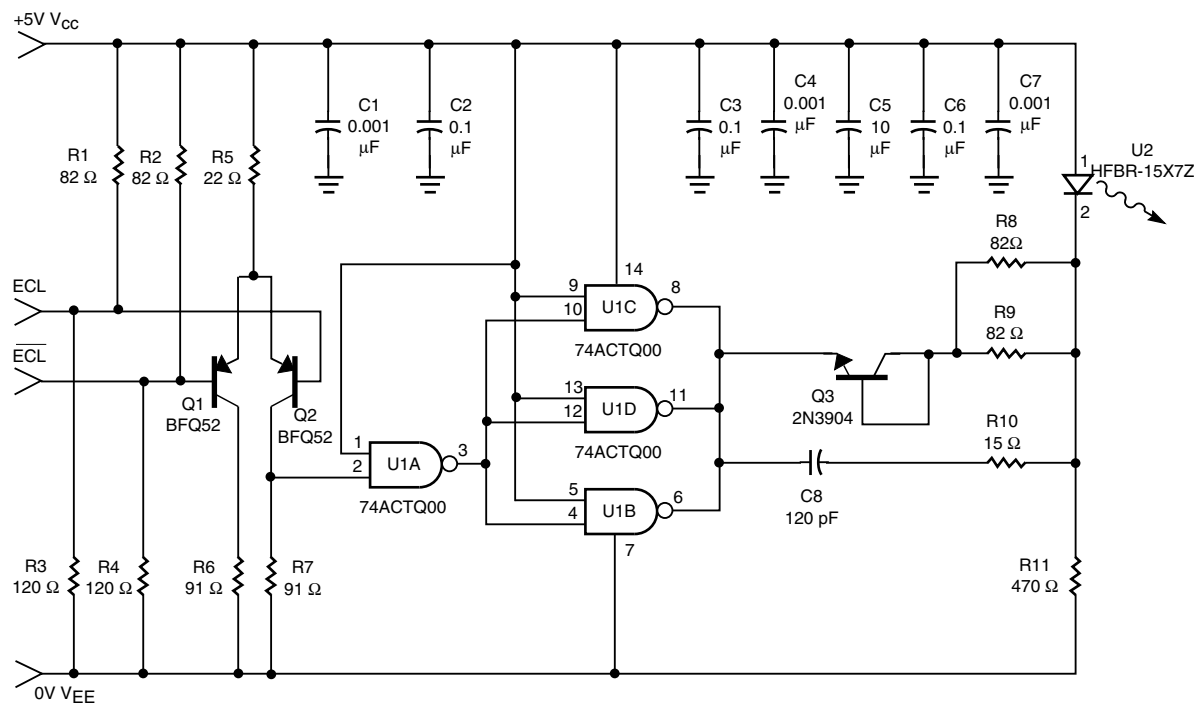 +5V VCC
R1
82 Ω
R2
82 Ω
R5
22 Ω
C1
0.001
μF
C2
0.1
μF
C3
0.1
μF
C4
0.001
μF
C5
10
μF
C6
0.1
μF
C7
0.001
μF
U2
HFBR-15X7Z
1
2
ECL
E̅C̅L̅
Q1
BFQ52
Q2
BFQ52
1
2
U1A
3
74ACTQ00
14
9
10
U1C
8
74ACTQ00
13
12
U1D
11
74ACTQ00
5
4
U1B
6
7
Q3
2N3904
R8
82Ω
R9
82 Ω
R10
15 Ω
C8
120 pF
R3
120 Ω
R4
120 Ω
R6
91 Ω
R7
91 Ω
R11
470 Ω
0V VEE